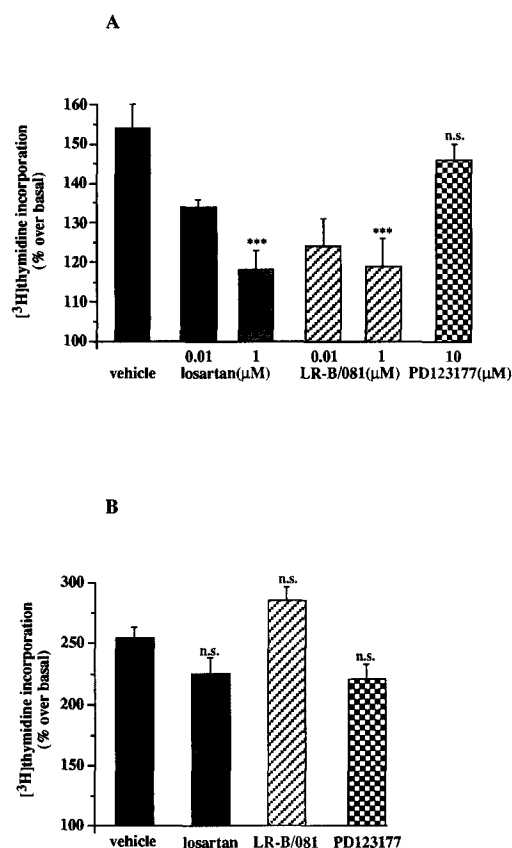 A
[³H]thymidine incorporation
(% over basal)
160
150
140
130
120
110
100
***
***
n.s.
0.01 1 0.01 1 10
vehicle losartan(μM) LR-B/081(μM) PD123177(μM)
B
[³H]thymidine incorporation
(% over basal)
300
250
200
150
100
n.s.
n.s.
n.s.
vehicle losartan LR-B/081 PD123177